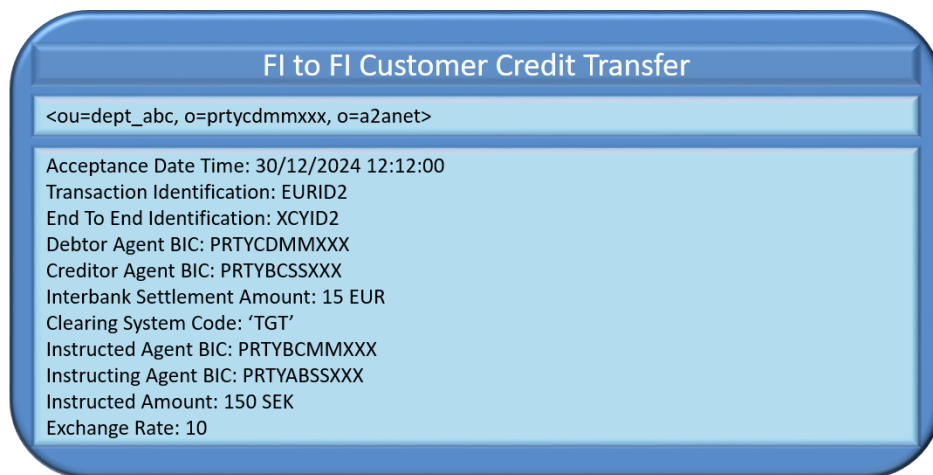 FI to FI Customer Credit Transfer
<ou=dept_abc, o=prtycdmmxxx, o=a2anet>
Acceptance Date Time: 30/12/2024 12:12:00
Transaction Identification: EURID2
End To End Identification: XCYID2
Debtor Agent BIC: PRTYCDMMXXX
Creditor Agent BIC: PRTYBCSSXXX
Interbank Settlement Amount: 15 EUR
Clearing System Code: ‘TGT’
Instructed Agent BIC: PRTYBCMMXXX
Instructing Agent BIC: PRTYABSSXXX
Instructed Amount: 150 SEK
Exchange Rate: 10